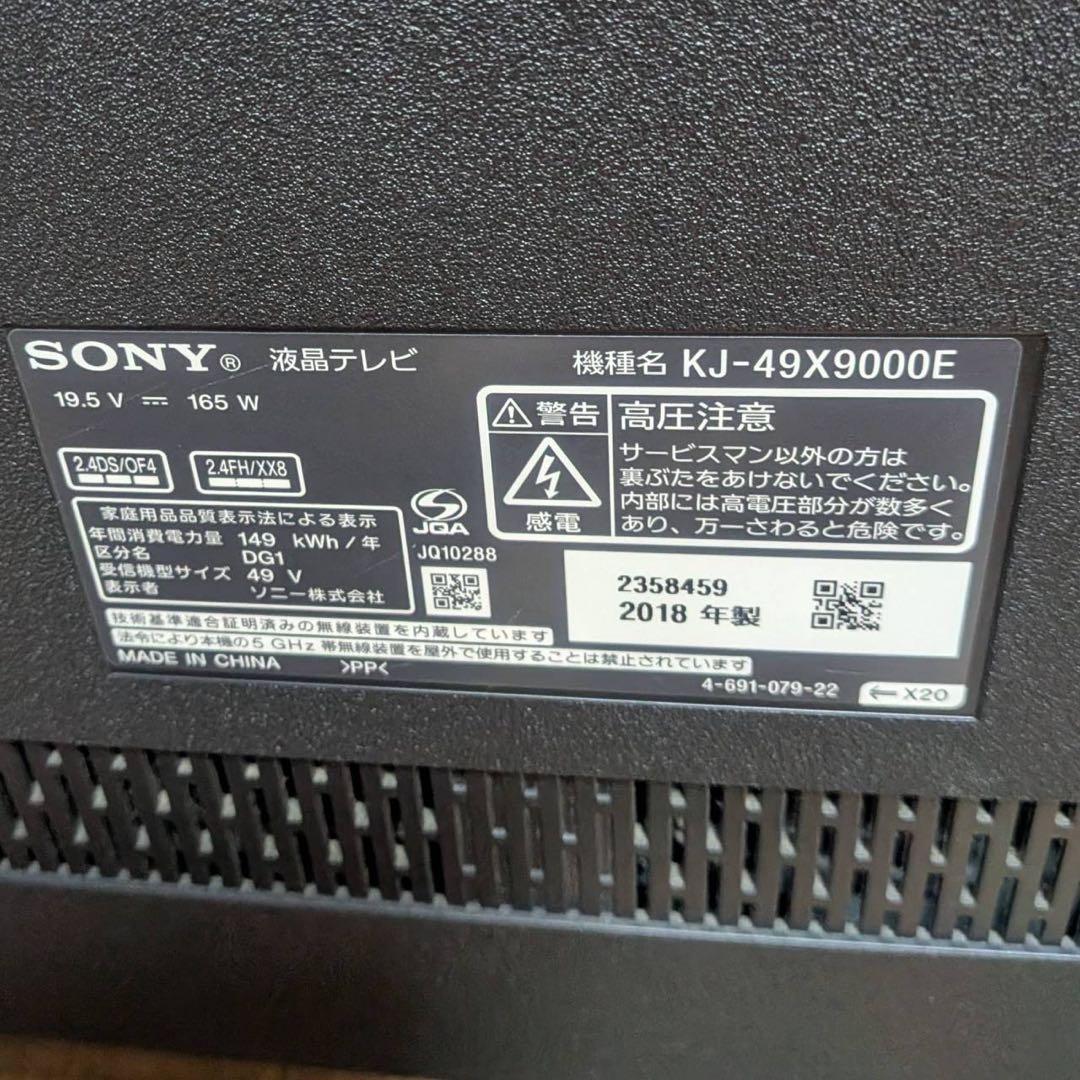 SONY® 液晶テレビ
機種名 KJ-49X9000E
19.5 V ⎓ 165 W
⚠警告
高圧注意
感電
サービスマン以外の方は
裏ぶたをあけないでください。
内部には高電圧部分が数多く
あり、万一さわると危険です。
2.4DS/OF4
2.4FH/XX8
家庭用品品質表示法による表示
年間消費電力量 149 kWh/年
区分名 DG1
受信機型サイズ 49 V
表示者 ソニー株式会社
JQA
JQ10288
2358459
2018 年製
技術基準適合証明済みの無線装置を内蔵しています
法令により本機の5 GHz 帯無線装置を屋外で使用することは禁止されています
MADE IN CHINA >PP<
4-691-079-22 ← X20